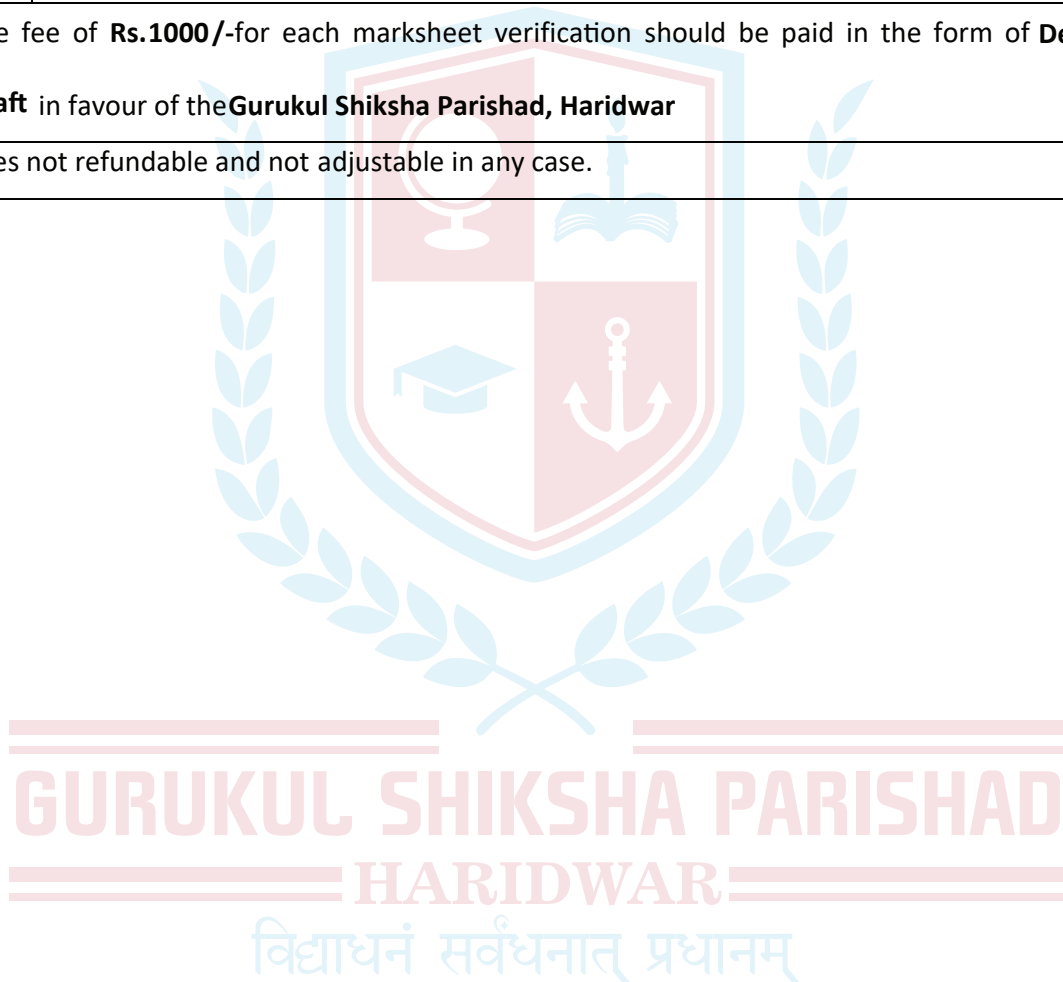 e fee of Rs.1000/-for each marksheet verification should be paid in the form of De
aft in favour of theGurukul Shiksha Parishad, Haridwar
es not refundable and not adjustable in any case.
GURUKUL SHIKSHA PARISHAD
HARIDWAR
विद्याधनं सर्वंधनात् प्रधानम्